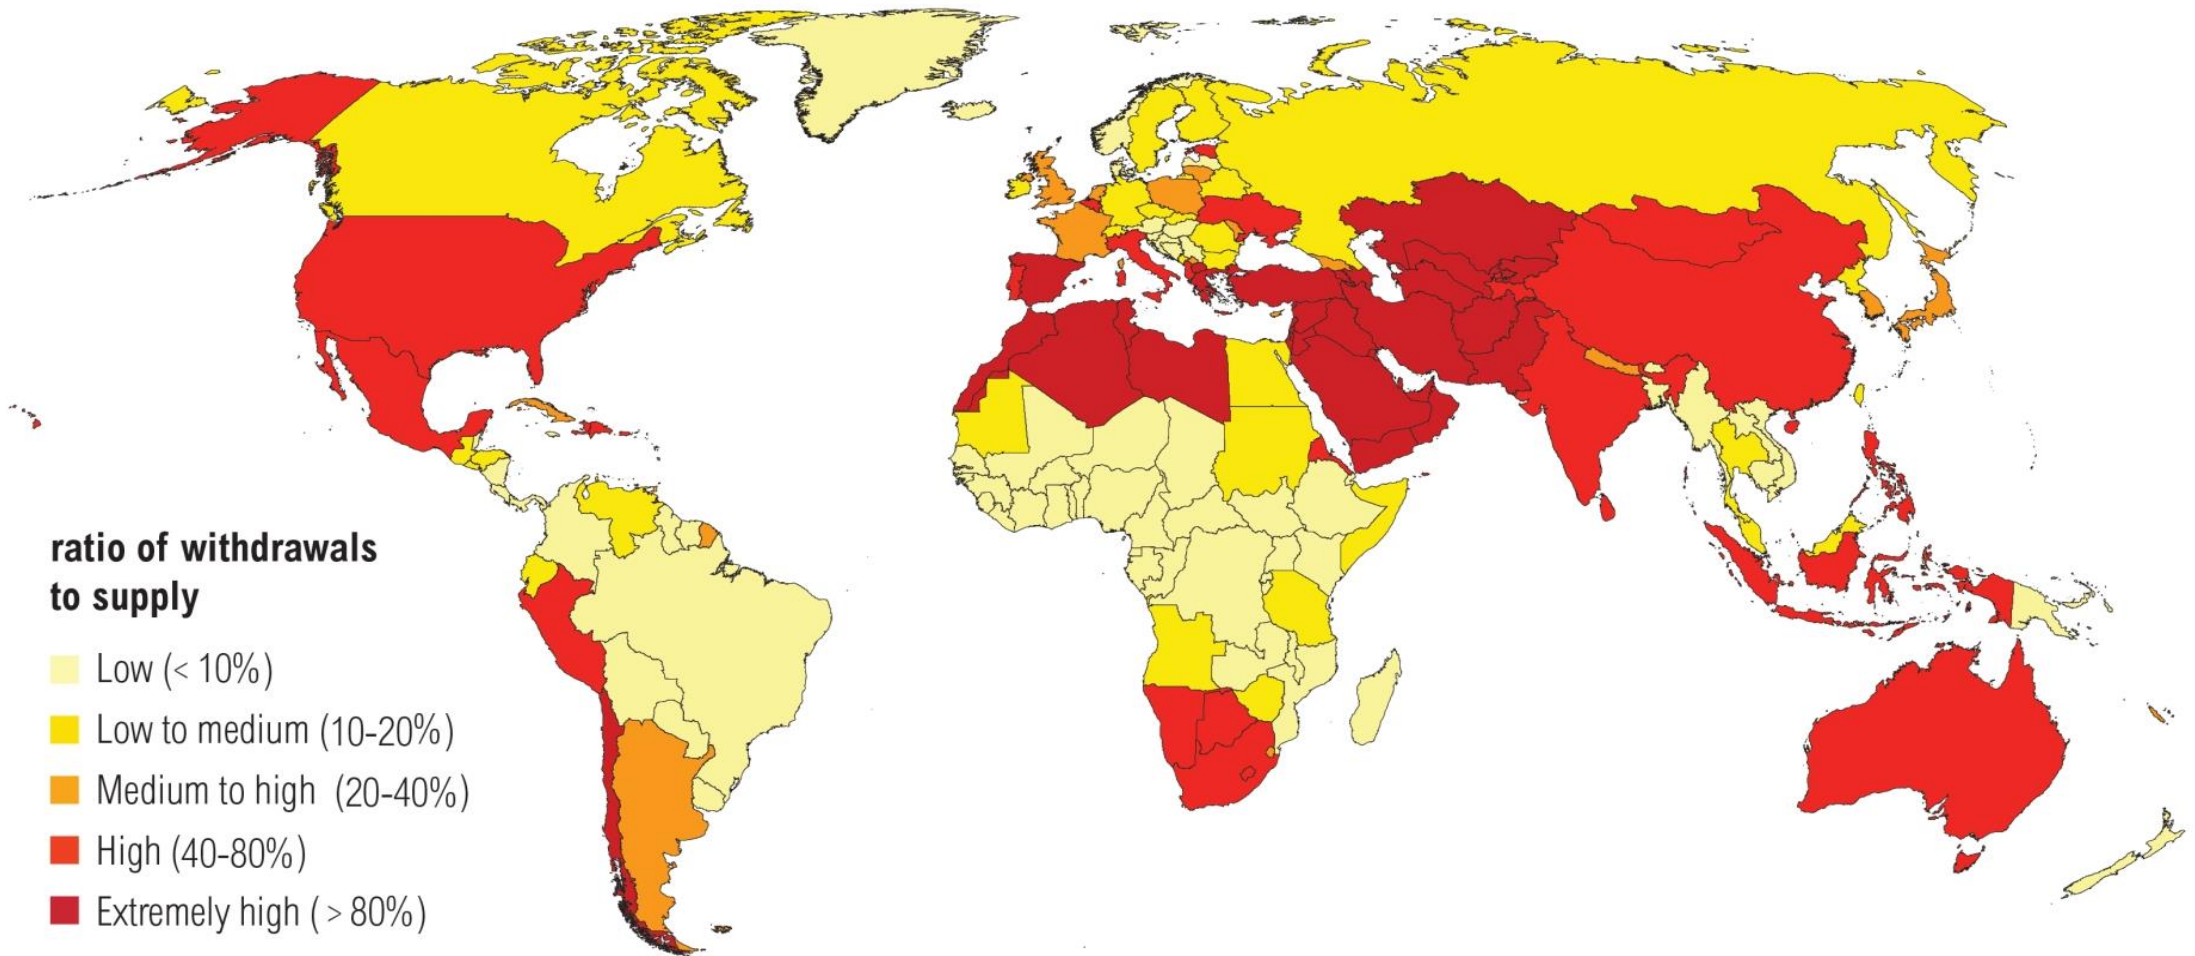 ratio of withdrawals
to supply
Low (< 10%)
Low to medium (10-20%)
Medium to high (20-40%)
High (40-80%)
Extremely high ( > 80%)